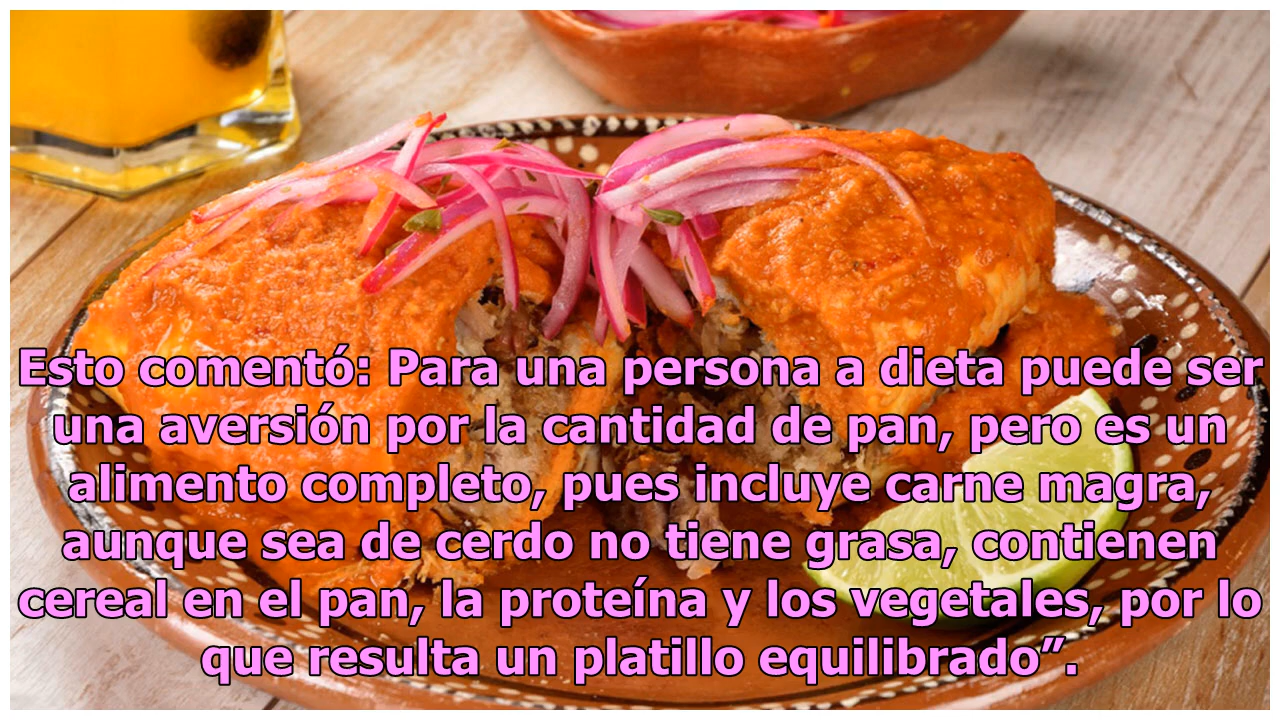 Esto comentó: Para una persona a dieta puede ser
una aversión por la cantidad de pan, pero es un
alimento completo, pues incluye carne magra,
aunque sea de cerdo no tiene grasa, contienen
cereal en el pan, la proteína y los vegetales, por lo
que resulta un platillo equilibrado”.